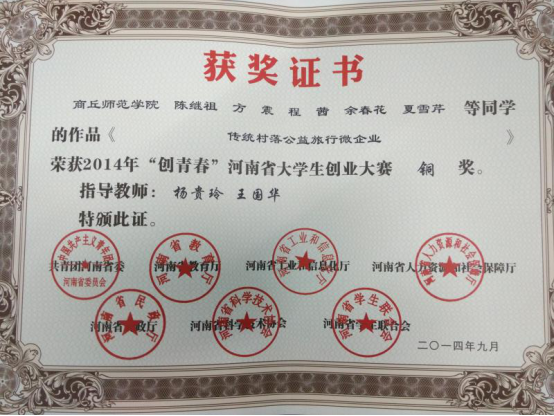 获奖证书
商丘师范学院 陈继祖 方震 程茜 余春花 夏雪芹 等同学
的作品《 传统村落公益旅行微企业 》
荣获2014年“创青春”河南省大学生创业大赛 铜 奖。
指导教师：杨贵玲 王国华
特颁此证。
共青团河南省委 河南省教育厅 河南省工业和信息化厅 河南省人力资源和社会保障厅
河南省民政厅 河南省科学技术协会 河南省学生联合会
二〇一四年九月